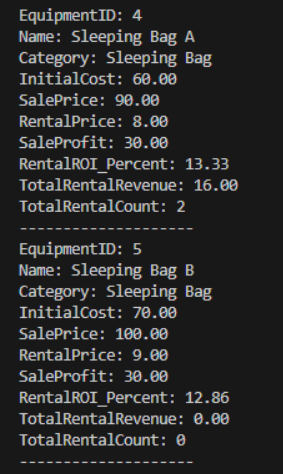 EquipmentID: 4
Name: Sleeping Bag A
Category: Sleeping Bag
InitialCost: 60.00
SalePrice: 90.00
RentalPrice: 8.00
SaleProfit: 30.00
RentalROI_Percent: 13.33
TotalRentalRevenue: 16.00
TotalRentalCount: 2
--------------------
EquipmentID: 5
Name: Sleeping Bag B
Category: Sleeping Bag
InitialCost: 70.00
SalePrice: 100.00
RentalPrice: 9.00
SaleProfit: 30.00
RentalROI_Percent: 12.86
TotalRentalRevenue: 0.00
TotalRentalCount: 0
--------------------